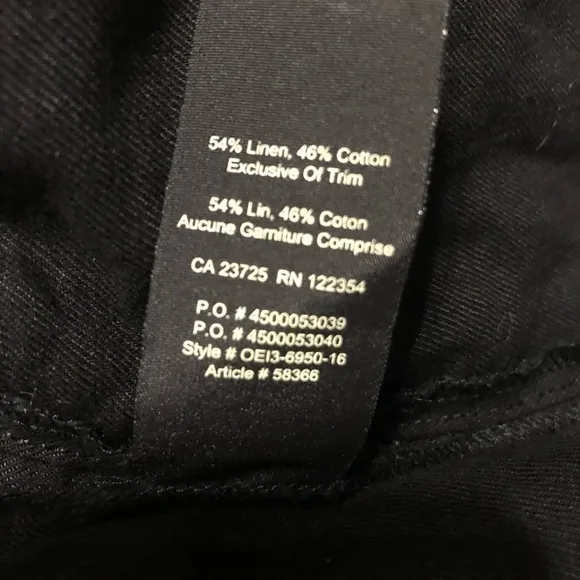 54% Linen, 46% Cotton
Exclusive Of Trim
54% Lin, 46% Coton
Aucune Garniture Comprise
CA 23725 RN 122354
P.O. # 4500053039
P.O. # 4500053040
Style # OEI3-6950-16
Article # 58366